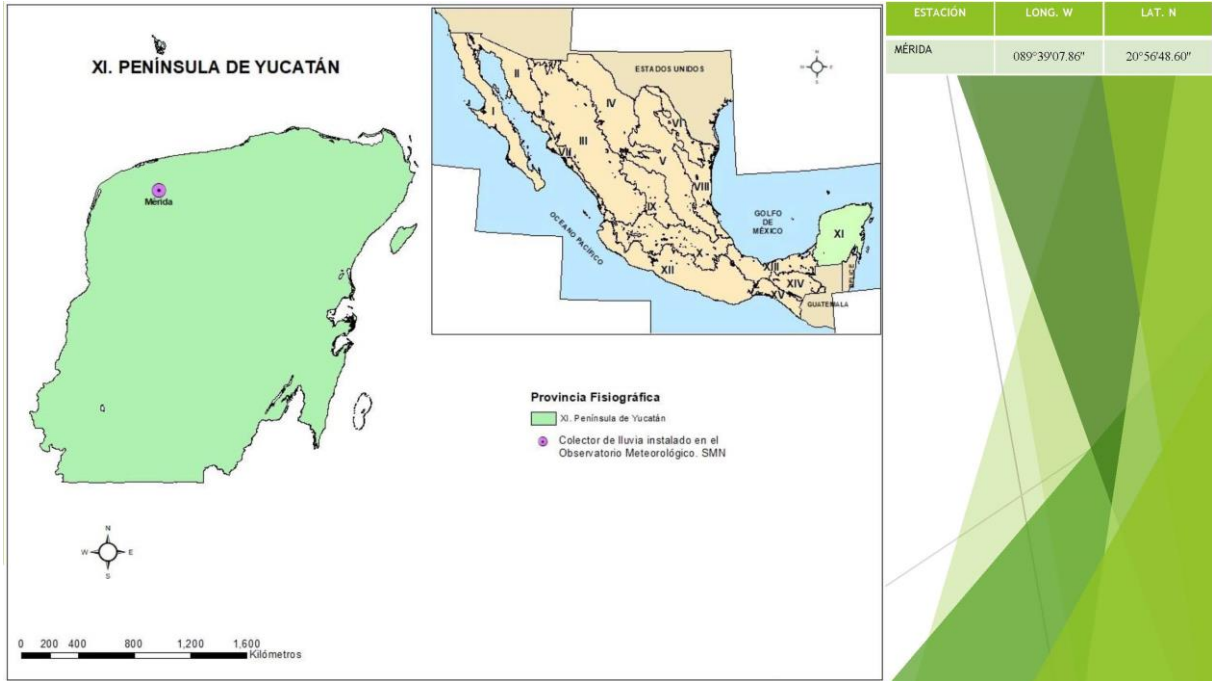 XI. PENÍNSULA DE YUCATÁN
Mérida
N
W E
S
0 200 400 800 1,200 1,600
Kilómetros
ESTADOS UNIDOS
N
W E
S
I
II
III
IV
V
VI
VII
VIII
IX
X
XI
XII
XIII
XIV
XV
OCEANO PACÍFICO
GOLFO
DE
MÉXICO
BELICE
GUATEMALA
Provincia Fisiográfica
XI. Península de Yucatán
Colector de lluvia instalado en el
Observatorio Meteorológico. SMN
ESTACIÓN LONG. W LAT. N
MÉRIDA 089°39'07.86" 20°56'48.60"